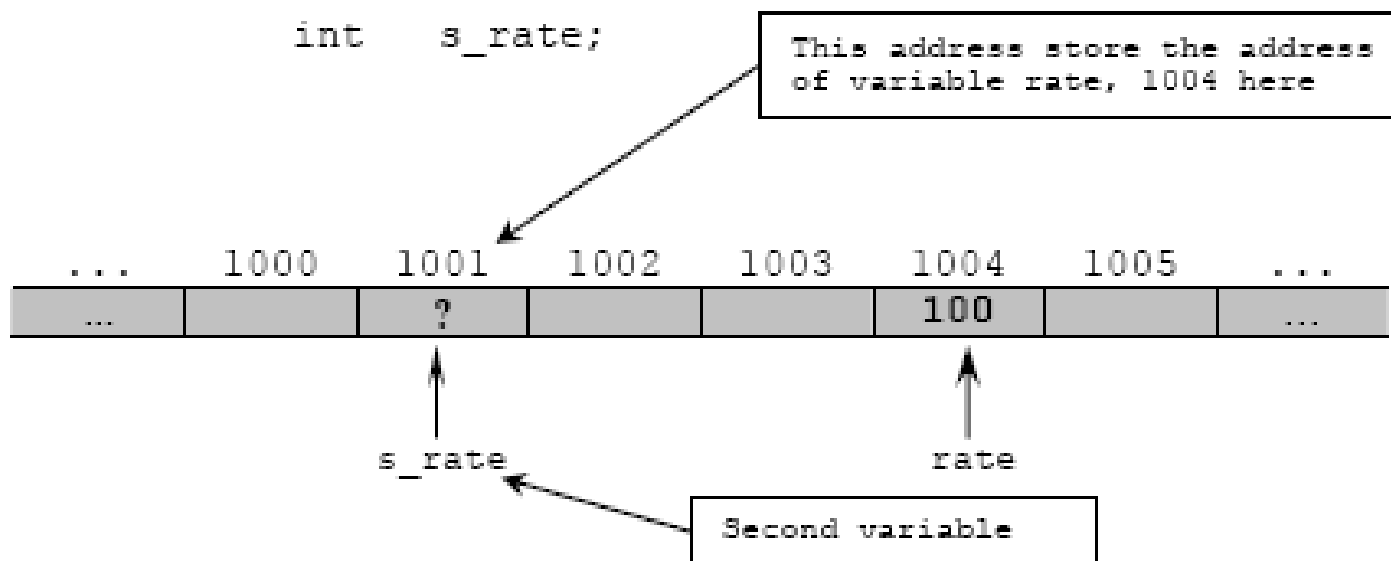 int s_rate;
This address store the address
of variable rate, 1004 here
... 1000 1001 1002 1003 1004 1005 ...
... ? 100 ...
s_rate rate
Second variable